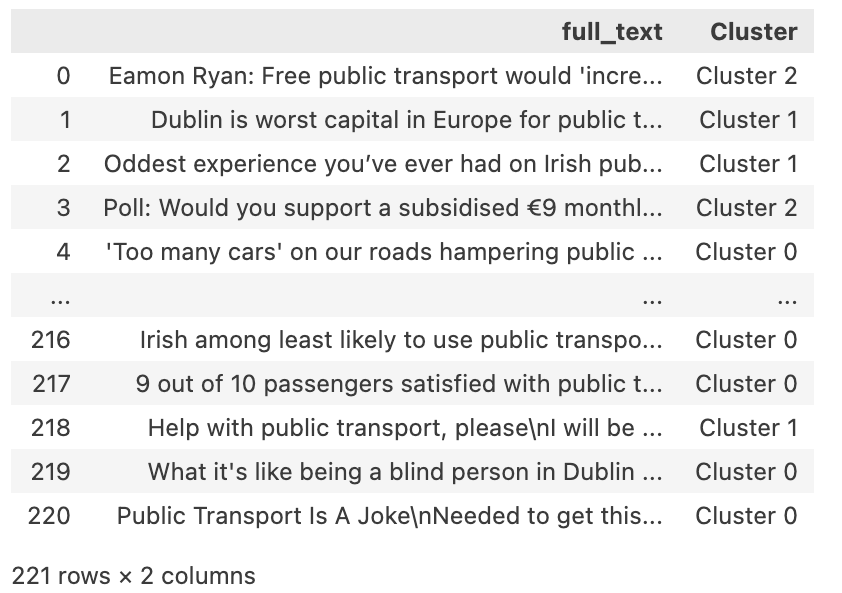 full_text Cluster
0 Eamon Ryan: Free public transport would 'incre... Cluster 2
1 Dublin is worst capital in Europe for public t... Cluster 1
2 Oddest experience you’ve ever had on Irish pub... Cluster 1
3 Poll: Would you support a subsidised €9 monthl... Cluster 2
4 'Too many cars' on our roads hampering public ... Cluster 0
... ... ...
216 Irish among least likely to use public transpo... Cluster 0
217 9 out of 10 passengers satisfied with public t... Cluster 0
218 Help with public transport, please\nI will be ... Cluster 1
219 What it's like being a blind person in Dublin ... Cluster 0
220 Public Transport Is A Joke\nNeeded to get this... Cluster 0
221 rows × 2 columns